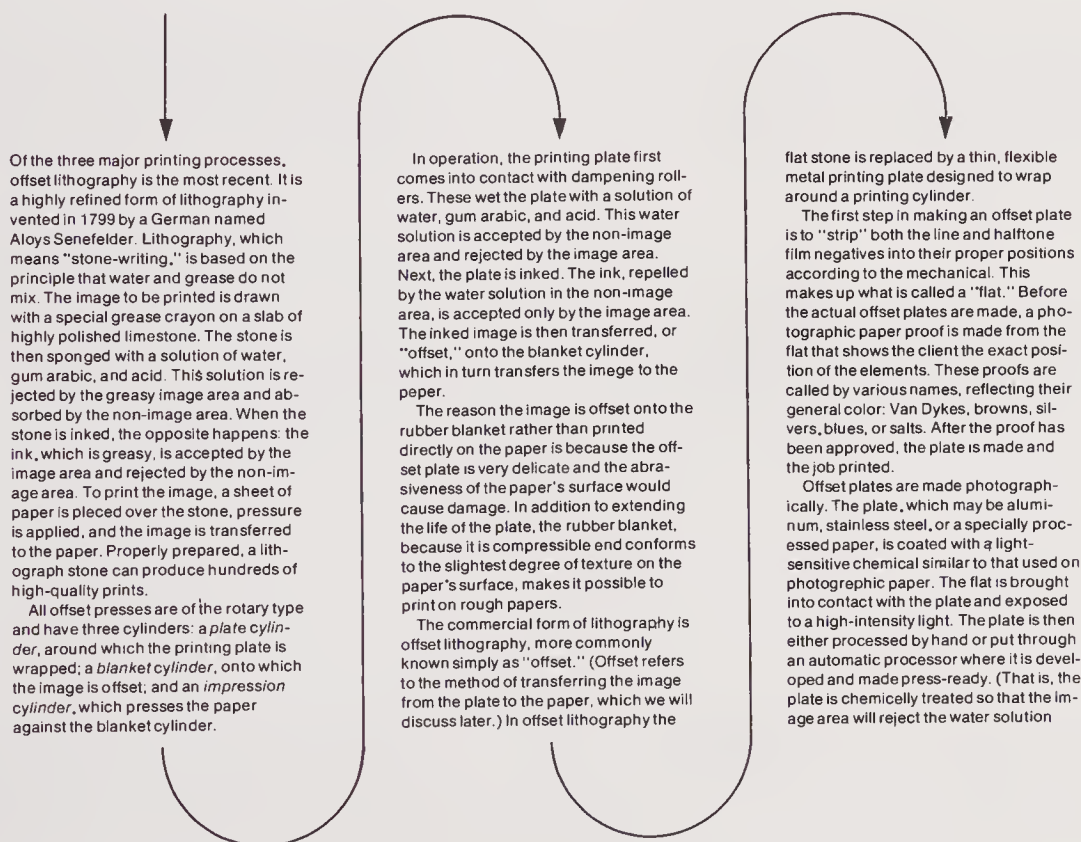 Of the three major printing processes,
offset lithography is the most recent. It is
a highly refined form of lithography in-
vented in 1799 by a German named
Aloys Senefelder. Lithography, which
means "stone-writing," is based on the
principle that water and grease do not
mix. The image to be printed is drawn
with a special grease crayon on a slab of
highly polished limestone. The stone is
then sponged with a solution of water,
gum arabic, and acid. This solution is re-
jected by the greasy image area and ab-
sorbed by the non-image area. When the
stone is inked, the opposite happens: the
ink, which is greasy, is accepted by the
image area and rejected by the non-im-
age area. To print the image, a sheet of
paper is pleced over the stone, pressure
is applied, and the image is transferred
to the paper. Properly prepared, a lith-
ograph stone can produce hundreds of
high-quality prints.
All offset presses are of the rotary type
and have three cylinders: a plate cylin-
der, around which the printing plate is
wrapped; a blanket cylinder, onto which
the image is offset; and an impression
cylinder, which presses the paper
against the blanket cylinder.
In operation, the printing plate first
comes into contact with dampening roll-
ers. These wet the plate with a solution of
water, gum arabic, and acid. This water
solution is accepted by the non-image
area and rejected by the image area.
Next, the plate is inked. The ink, repelled
by the water solution in the non-image
area, is accepted only by the image area.
The inked image is then transferred, or
"offset," onto the blanket cylinder,
which in turn transfers the imege to the
peper.
The reason the image is offset onto the
rubber blanket rather than printed
directly on the paper is because the off-
set plate is very delicate and the abra-
siveness of the paper's surface would
cause damage. In addition to extending
the life of the plate, the rubber blanket,
because it is compressible end conforms
to the slightest degree of texture on the
paper's surface, makes it possible to
print on rough papers.
The commercial form of lithography is
offset lithography, more commonly
known simply as "offset." (Offset refers
to the method of transferring the image
from the plate to the paper, which we will
discuss later.) In offset lithography the
flat stone is replaced by a thin, flexible
metal printing plate designed to wrap
around a printing cylinder.
The first step in making an offset plate
is to "strip" both the line and halftone
film negatives into their proper positions
according to the mechanical. This
makes up what is called a "flat." Before
the actual offset plates are made, a pho-
tographic paper proof is made from the
flat that shows the client the exact posi-
tion of the elements. These proofs are
called by various names, reflecting their
general color: Van Dykes, browns, sil-
vers, blues, or salts. After the proof has
been approved, the plate is made and
the job printed.
Offset plates are made photograph-
ically. The plate, which may be alumi-
num, stainless steel, or a specially proc-
essed paper, is coated with a light-
sensitive chemical similar to that used on
photogrephic paper. The flat is brought
into contact with the plate and exposed
to a high-intensity light. The plate is then
either processed by hand or put through
an automatic processor where it is devel-
oped and made press-ready. (That is, the
plate is chemicelly treated so that the im-
age area will reject the water solution